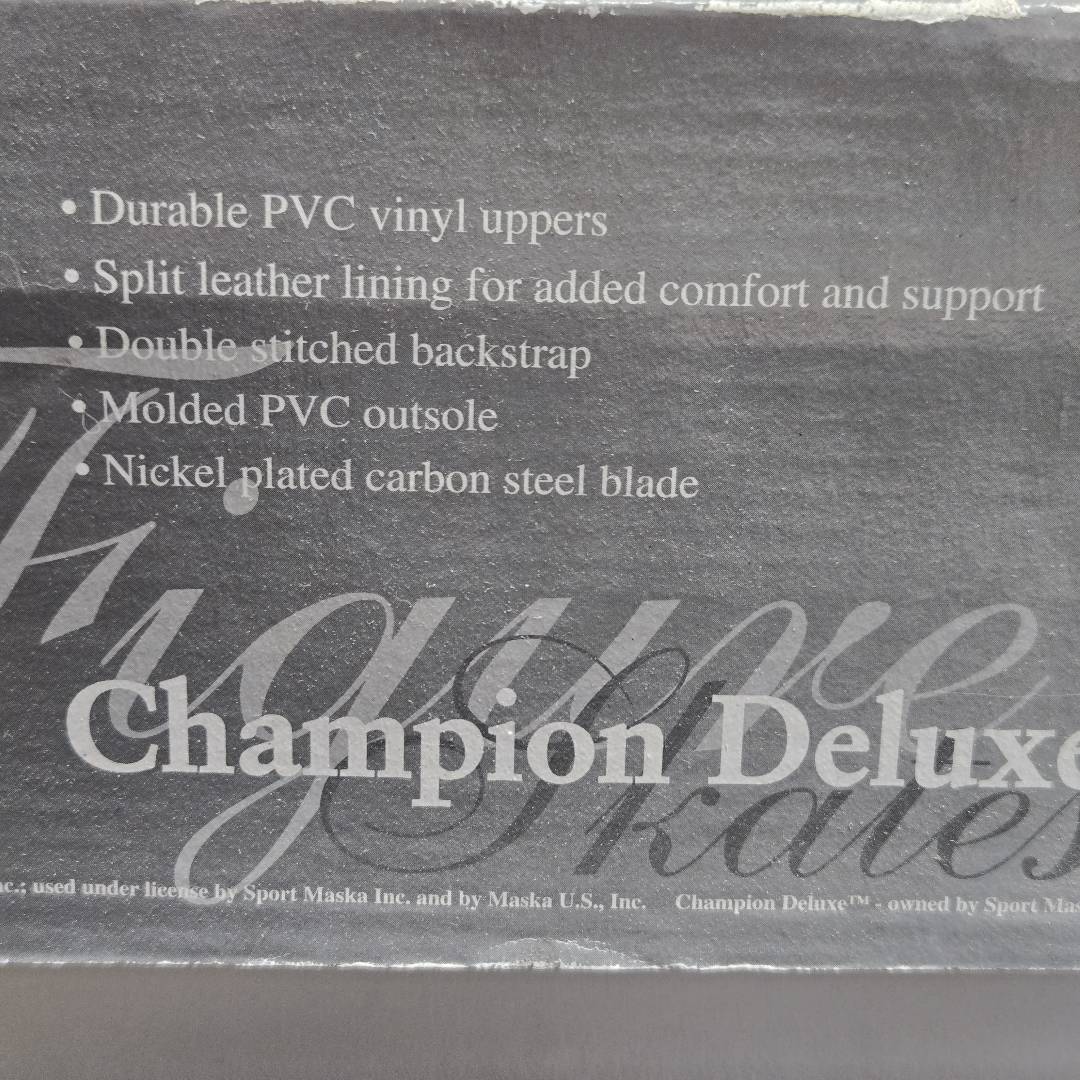 • Durable PVC vinyl uppers
• Split leather lining for added comfort and support
• Double stitched backstrap
• Molded PVC outsole
• Nickel plated carbon steel blade
Figure
Skates
Champion Deluxe
used under license by Sport Maska Inc. and by Maska U.S., Inc. Champion Deluxe™ - owned by Sport